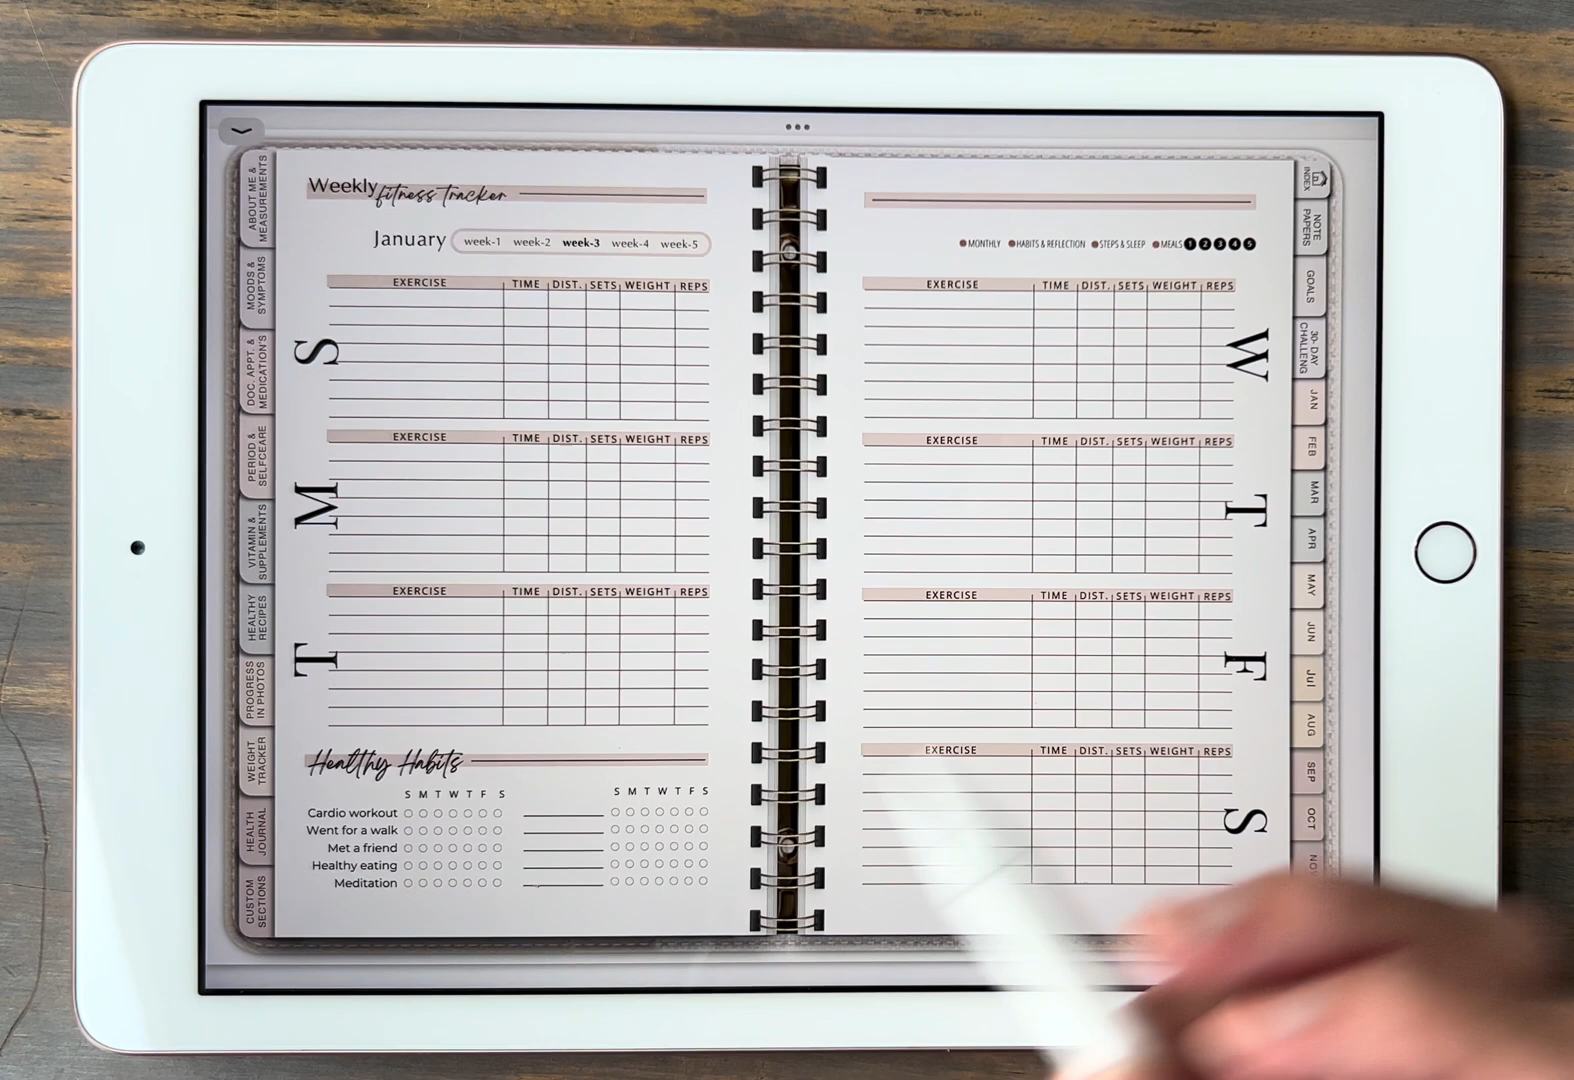 Weekly fitness Tracker
January week-1 week-2 week-3 week-4 week-5
MONTHLY HABITS & REFLECTION STEPS & SLEEP MEALS 1 2 3 4 5
S
EXERCISE TIME DIST. SETS WEIGHT REPS
M
EXERCISE TIME DIST. SETS WEIGHT REPS
T
EXERCISE TIME DIST. SETS WEIGHT REPS
Healthy Habits
S M T W T F S S M T W T F S
Cardio workout
Went for a walk
Met a friend
Healthy eating
Meditation
EXERCISE TIME DIST. SETS WEIGHT REPS
W
EXERCISE TIME DIST. SETS WEIGHT REPS
T
EXERCISE TIME DIST. SETS WEIGHT REPS
F
EXERCISE TIME DIST. SETS WEIGHT REPS
S
ABOUT ME &
MEASUREMENTS
MOODS &
SYMPTOMS
DOC. APPT. &
MEDICATION'S
PERIOD &
SELFCARE
VITAMIN &
SUPPLEMENTS
HEALTHY
RECIPES
PROGRESS
IN PHOTOS
WEIGHT
TRACKER
HEALTH
JOURNAL
CUSTOM
SECTIONS
INDEX
NOTE
PAPERS
GOALS
30- DAY
CHALLENG
JAN
FEB
MAR
APR
MAY
JUN
Jul
AUG
SEP
OCT